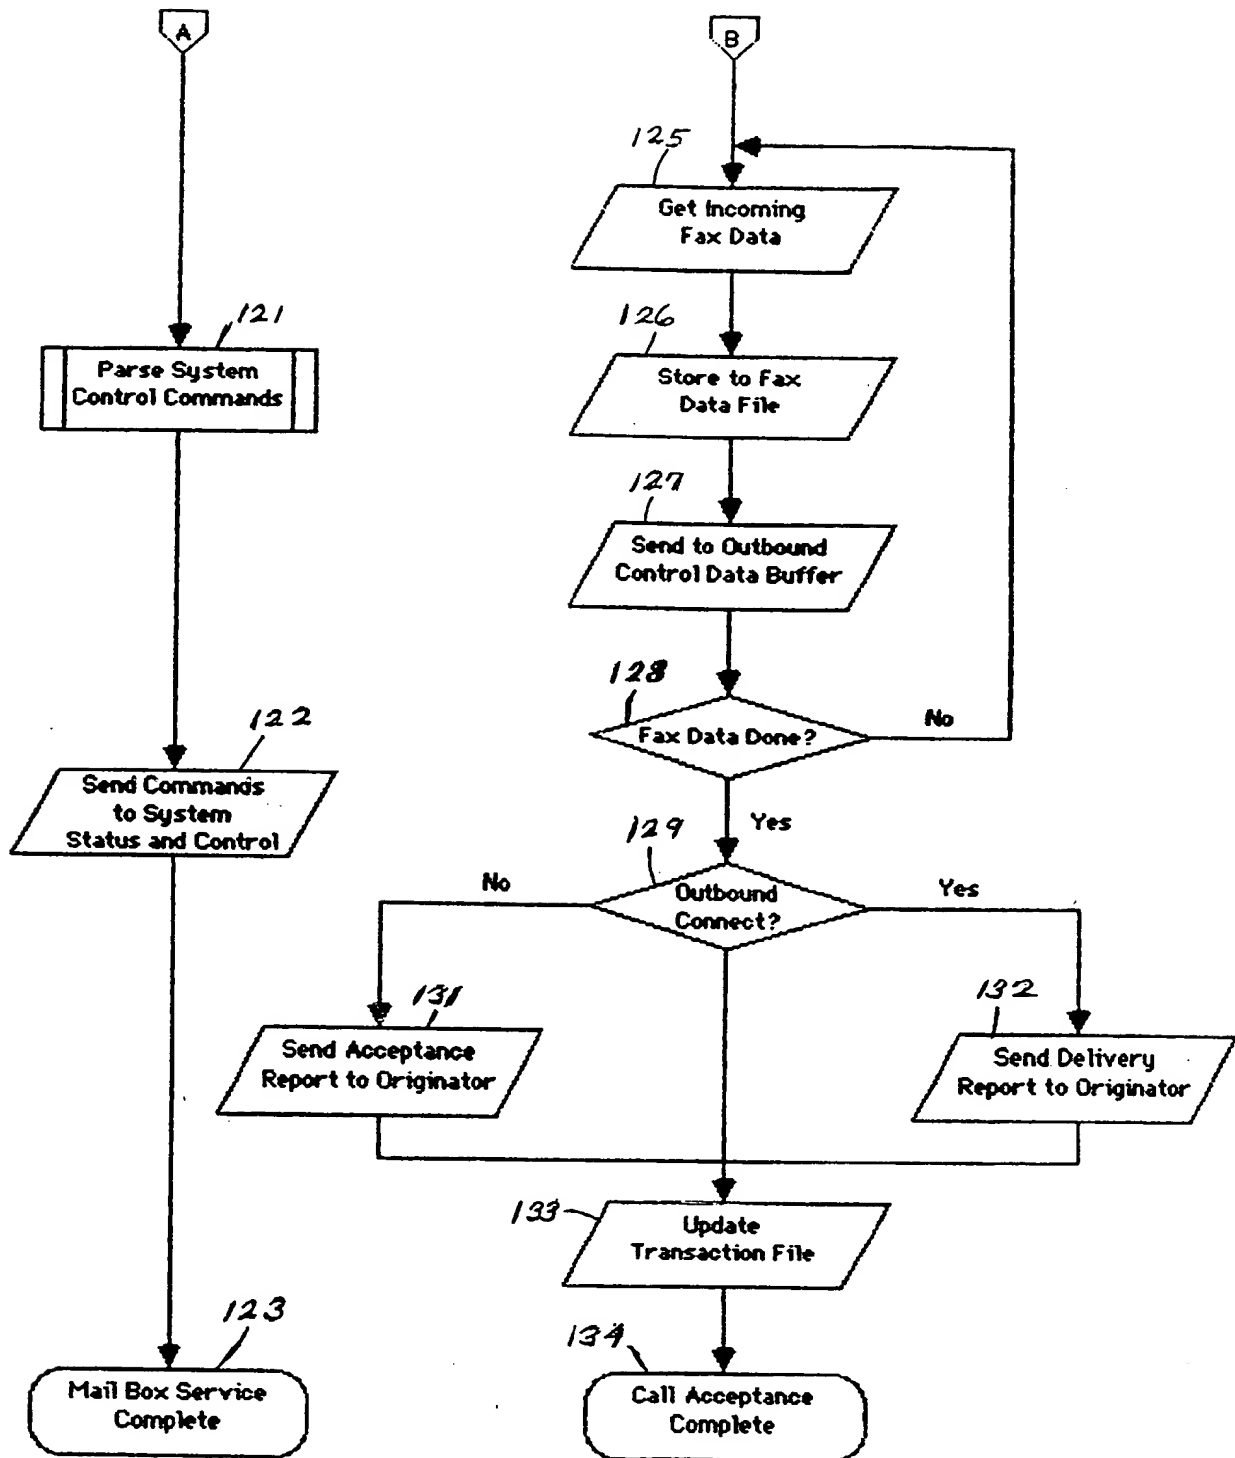 A
121
Parse System
Control Commands
122
Send Commands
to System
Status and Control
123
Mail Box Service
Complete
B
125
Get Incoming
Fax Data
126
Store to Fax
Data File
127
Send to Outbound
Control Data Buffer
128
Fax Data Done?
No
Yes
129
Outbound
Connect?
No
Yes
131
Send Acceptance
Report to Originator
132
Send Delivery
Report to Originator
133
Update
Transaction File
134
Call Acceptance
Complete